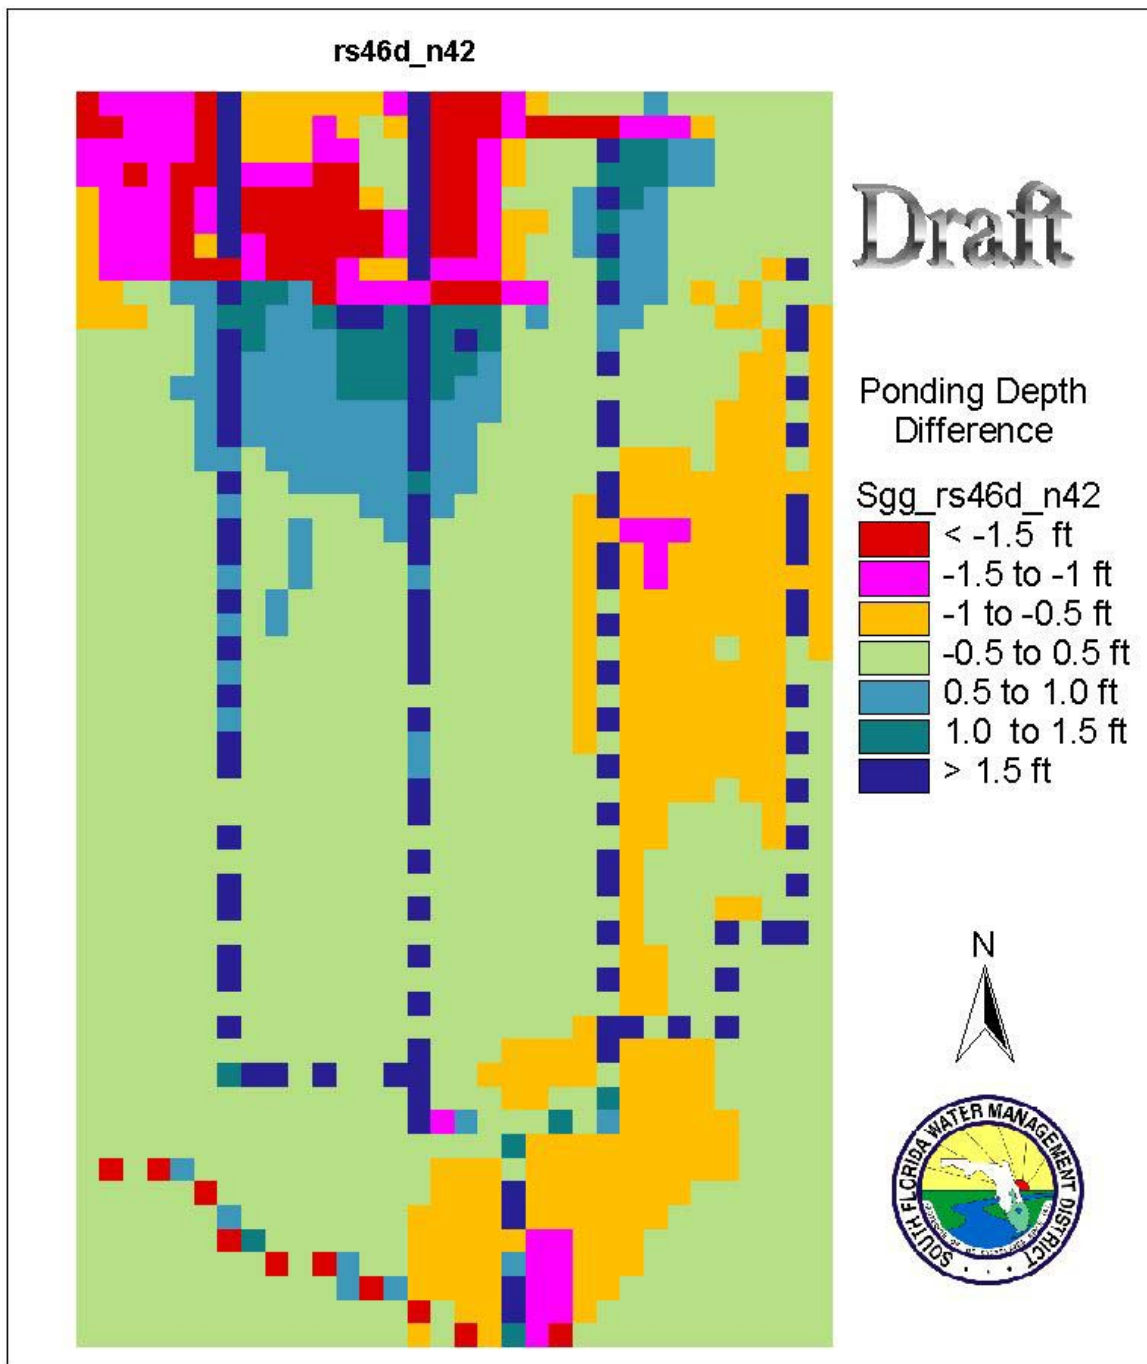 rs46d_n42
Draft
Ponding Depth
Difference
Sgg_rs46d_n42
< -1.5 ft
-1.5 to -1 ft
-1 to -0.5 ft
-0.5 to 0.5 ft
0.5 to 1.0 ft
1.0 to 1.5 ft
> 1.5 ft
N
SOUTH FLORIDA WATER MANAGEMENT DISTRICT